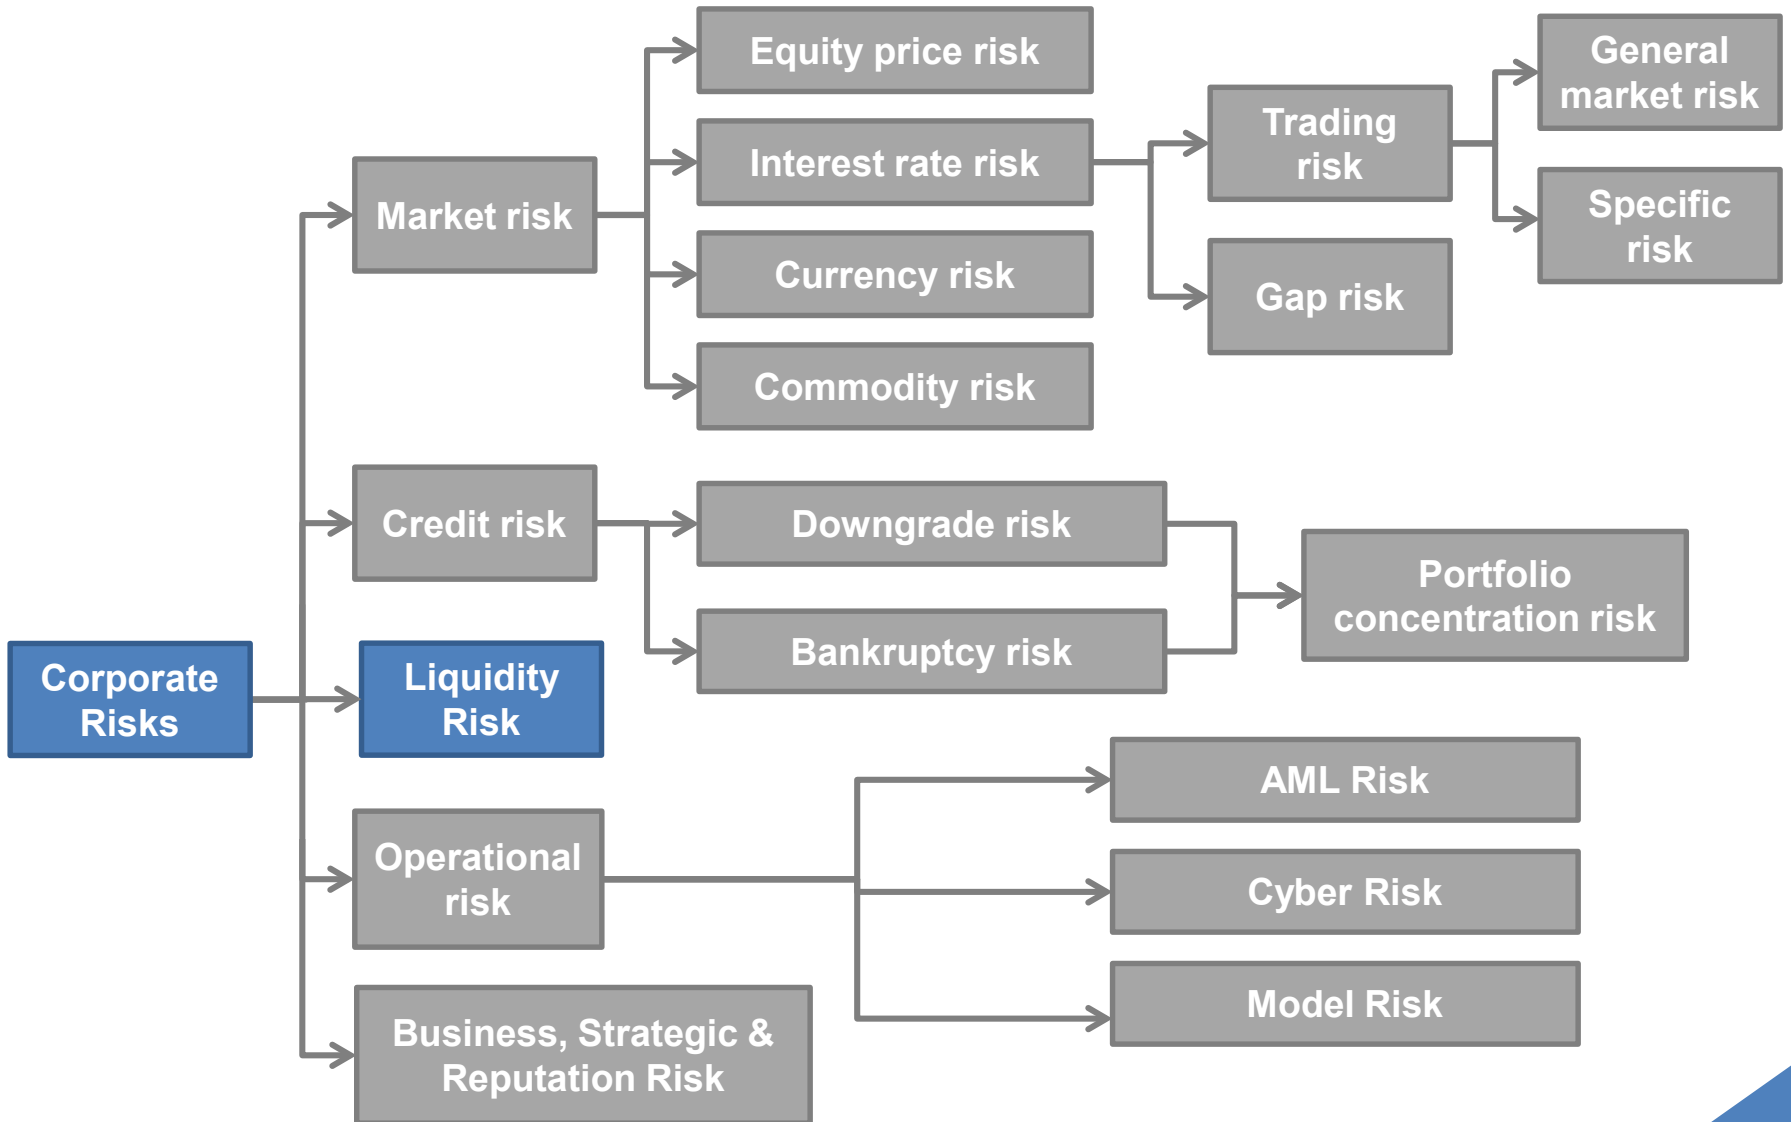 Equity price risk
General
market risk
Trading
risk
Interest rate risk
Market risk
Specific
risk
Currency risk
Gap risk
Commodity risk
Credit risk
Downgrade risk
Portfolio
concentration risk
Bankruptcy risk
Corporate
Risks
Liquidity
Risk
AML Risk
Operational
risk
Cyber Risk
Model Risk
Business, Strategic &
Reputation Risk